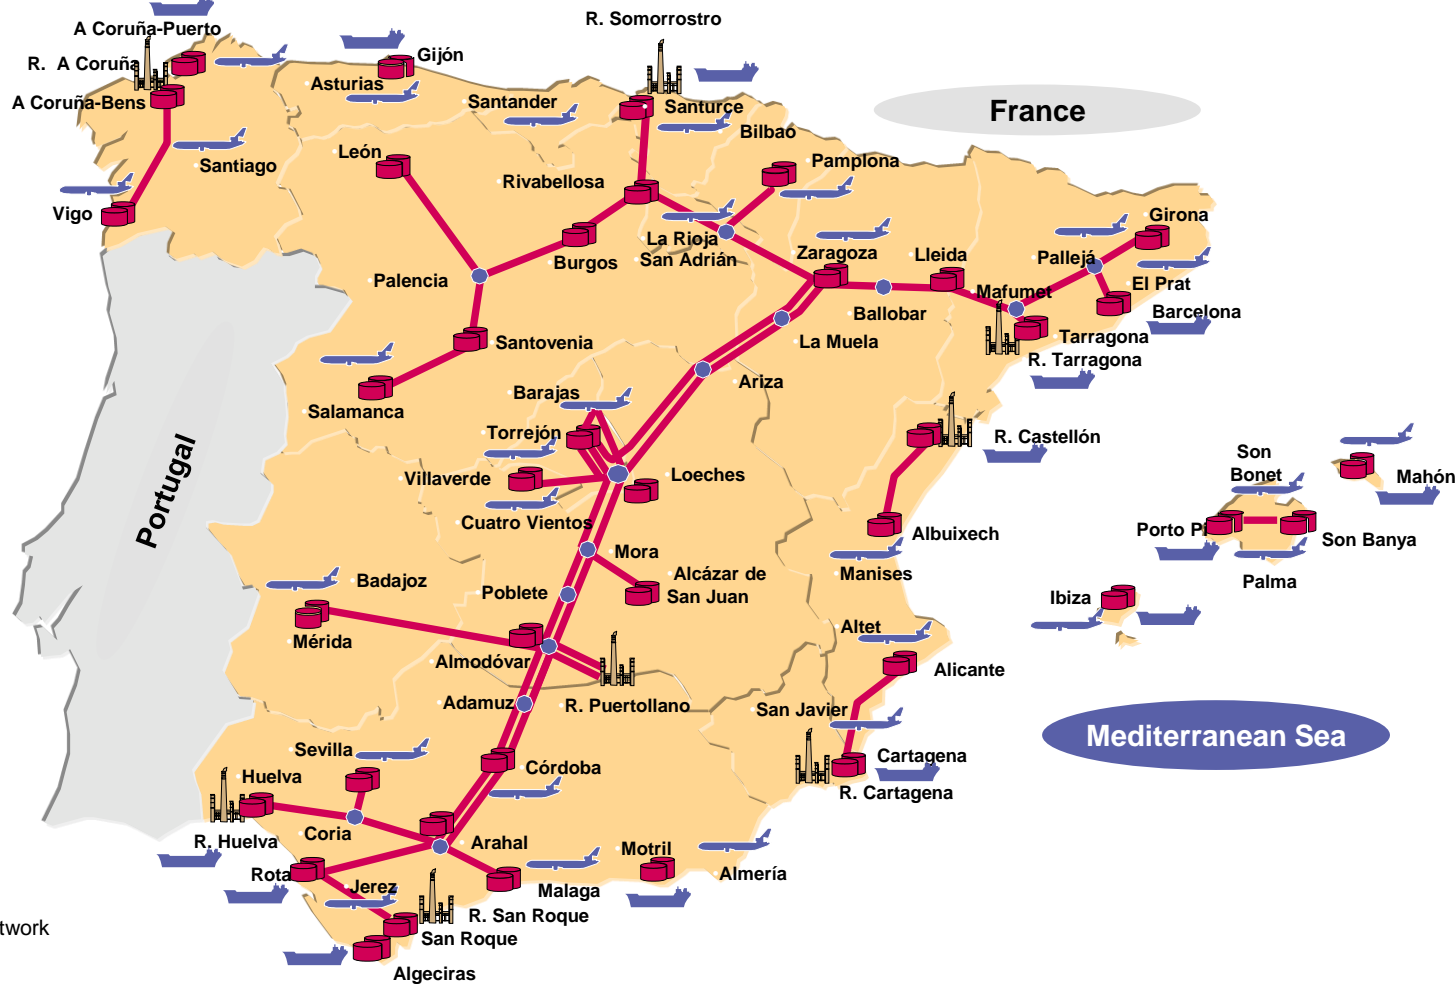 R. Somorrostro
A Coruña-Puerto
R. A Coruña
Gijón
Asturias
A Coruña-Bens
Santander
Santurce
France
Bilbao
León
Pamplona
Santiago
Rivabellosa
Vigo
Girona
La Rioja
Zaragoza
Lleida
Pallejá
San Adrián
Burgos
Palencia
El Prat
Mafumet
Ballobar
Barcelona
Tarragona
Santovenia
La Muela
R. Tarragona
Ariza
Barajas
Salamanca
Torrejón
R. Castellón
Portugal
Son
Bonet
Villaverde
Loeches
Mahón
Cuatro Vientos
Albuixech
Porto Pi
Son Banya
Mora
Manises
Palma
Badajoz
Alcázar de
San Juan
Poblete
Ibiza
Altet
Mérida
Almodóvar
Alicante
Adamuz
R. Puertollano
San Javier
Mediterranean Sea
Sevilla
Córdoba
Cartagena
Huelva
R. Cartagena
Coria
R. Huelva
Arahal
Motril
Rota
Almería
Jerez
Malaga
R. San Roque
twork
San Roque
Algeciras